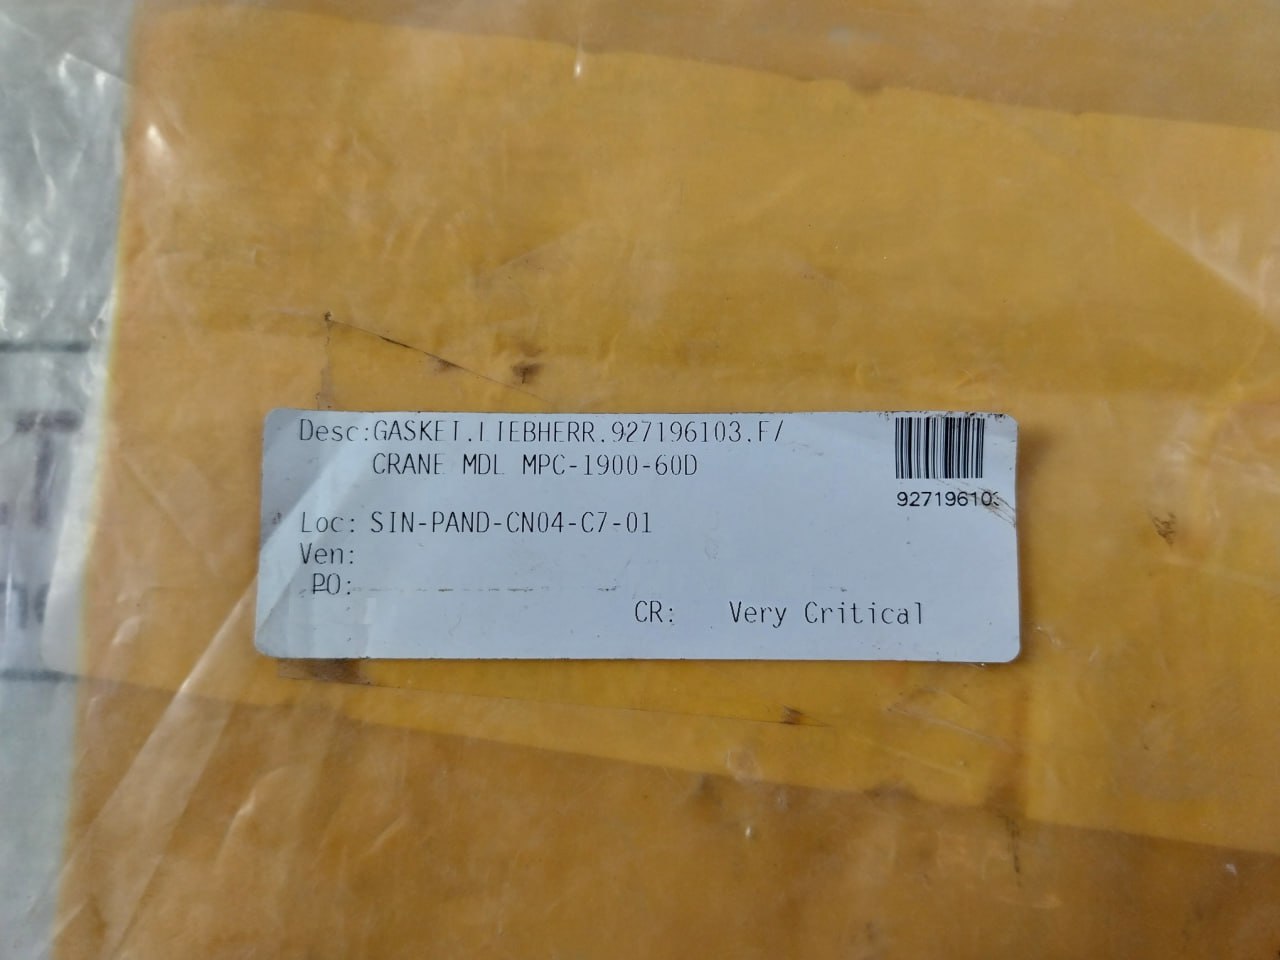 Desc:GASKET.LIEBHERR.927196103.F/
CRANE MDL MPC-1900-60D
927196103
Loc: SIN-PAND-CN04-C7-01
Ven:
PO:
CR: Very Critical